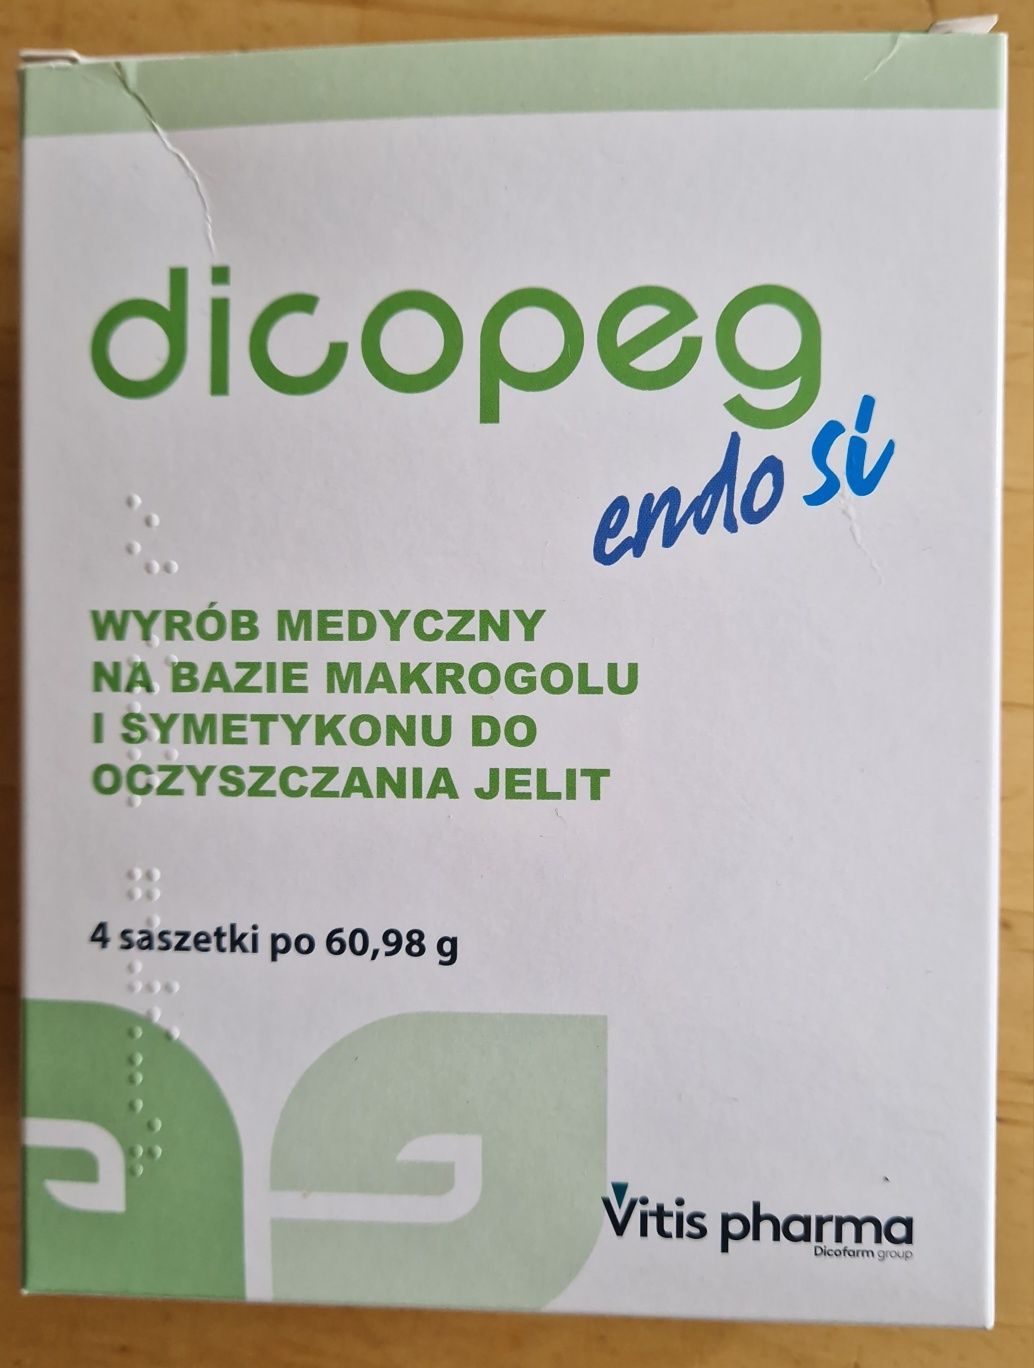 dicopeg
endo si
WYRÓB MEDYCZNY
NA BAZIE MAKROGOLU
I SYMETYKONU DO
OCZYSZCZANIA JELIT
4 saszetki po 60,98 g
Vitis pharma
Dicofarm group